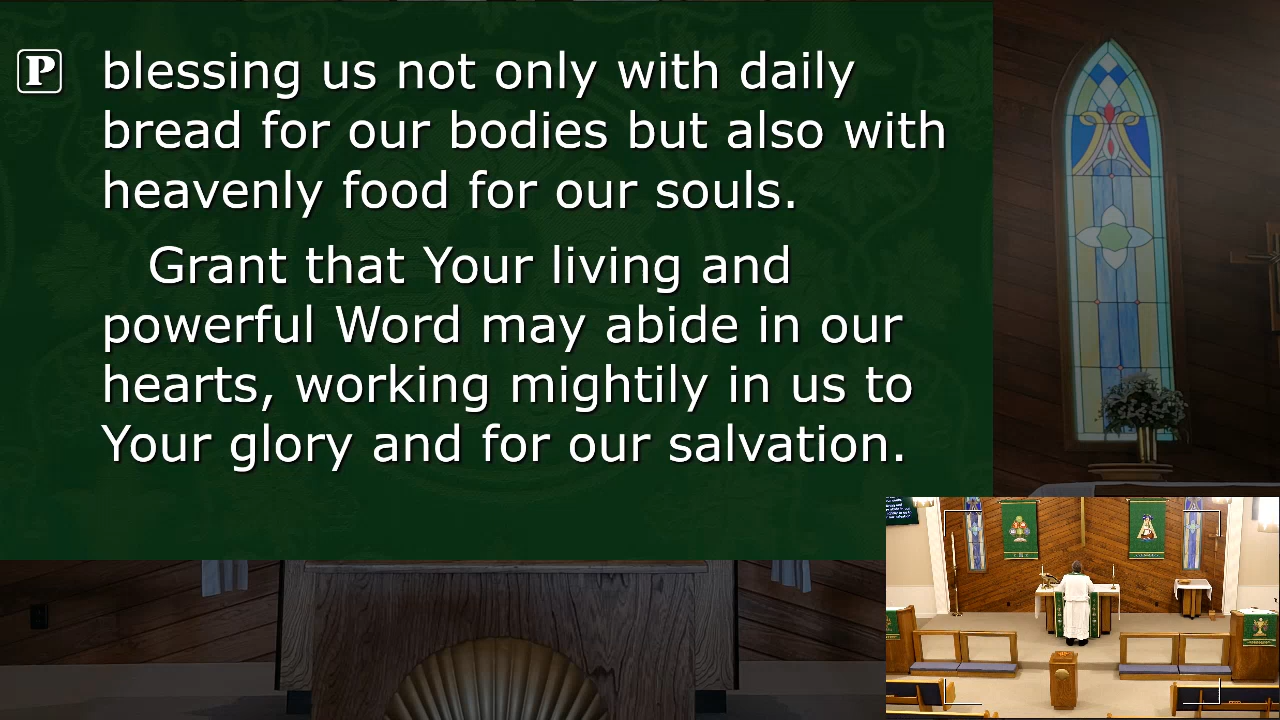 P blessing us not only with daily
bread for our bodies but also with
heavenly food for our souls.
Grant that Your living and
powerful Word may abide in our
hearts, working mightily in us to
Your glory and for our salvation.